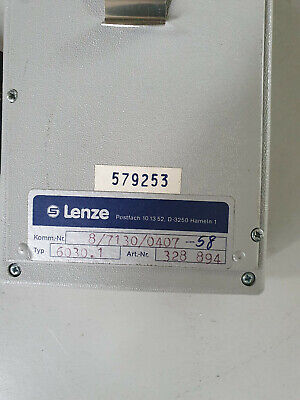 579253
Lenze
Postfach 10 13 52, D-3250 Hameln 1
Komm.-Nr. 8/7130/0407 -58
Typ 6030.1 Art.-Nr. 328 894